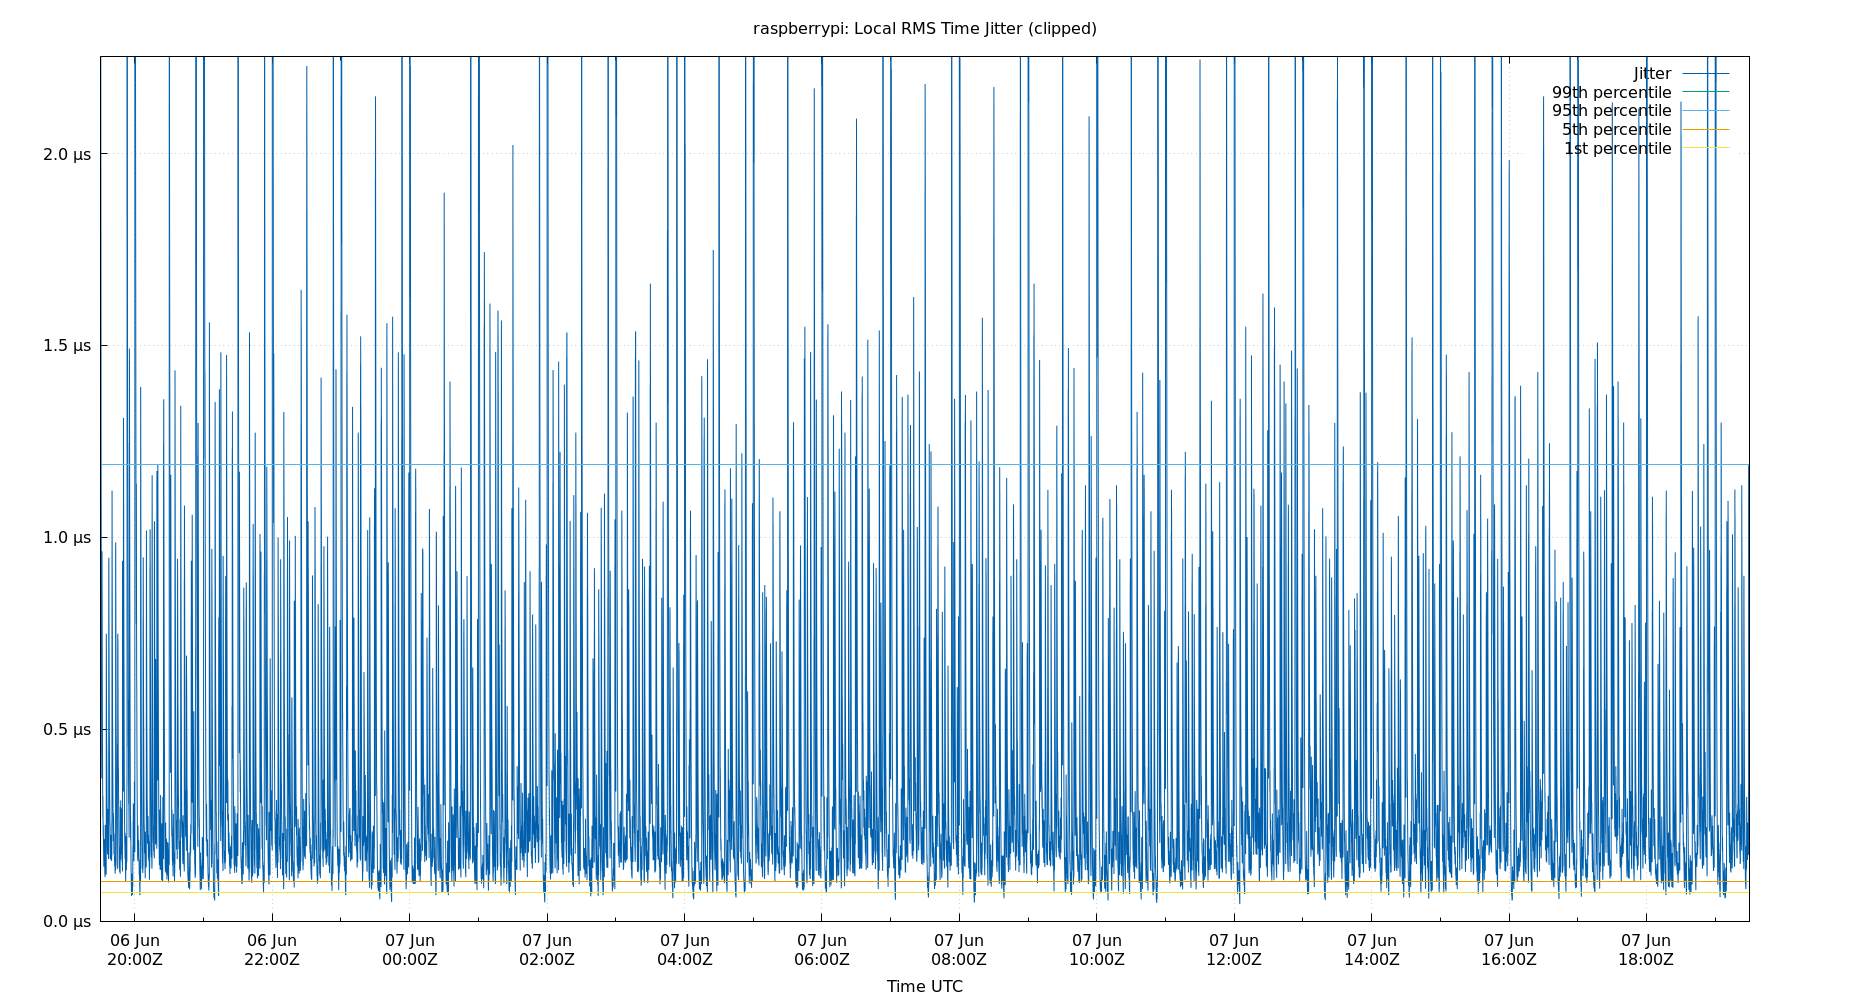 raspberrypi: Local RMS Time Jitter (clipped)
Jitter
99th percentile
95th percentile
5th percentile
1st percentile
2.0 µs
1.5 µs
1.0 µs
0.5 µs
0.0 µs
06 Jun 06 Jun 07 Jun 07 Jun 07 Jun 07 Jun 07 Jun 07 Jun 07 Jun 07 Jun 07 Jun 07 Jun
20:00Z 22:00Z 00:00Z 02:00Z 04:00Z 06:00Z 08:00Z 10:00Z 12:00Z 14:00Z 16:00Z 18:00Z
Time UTC